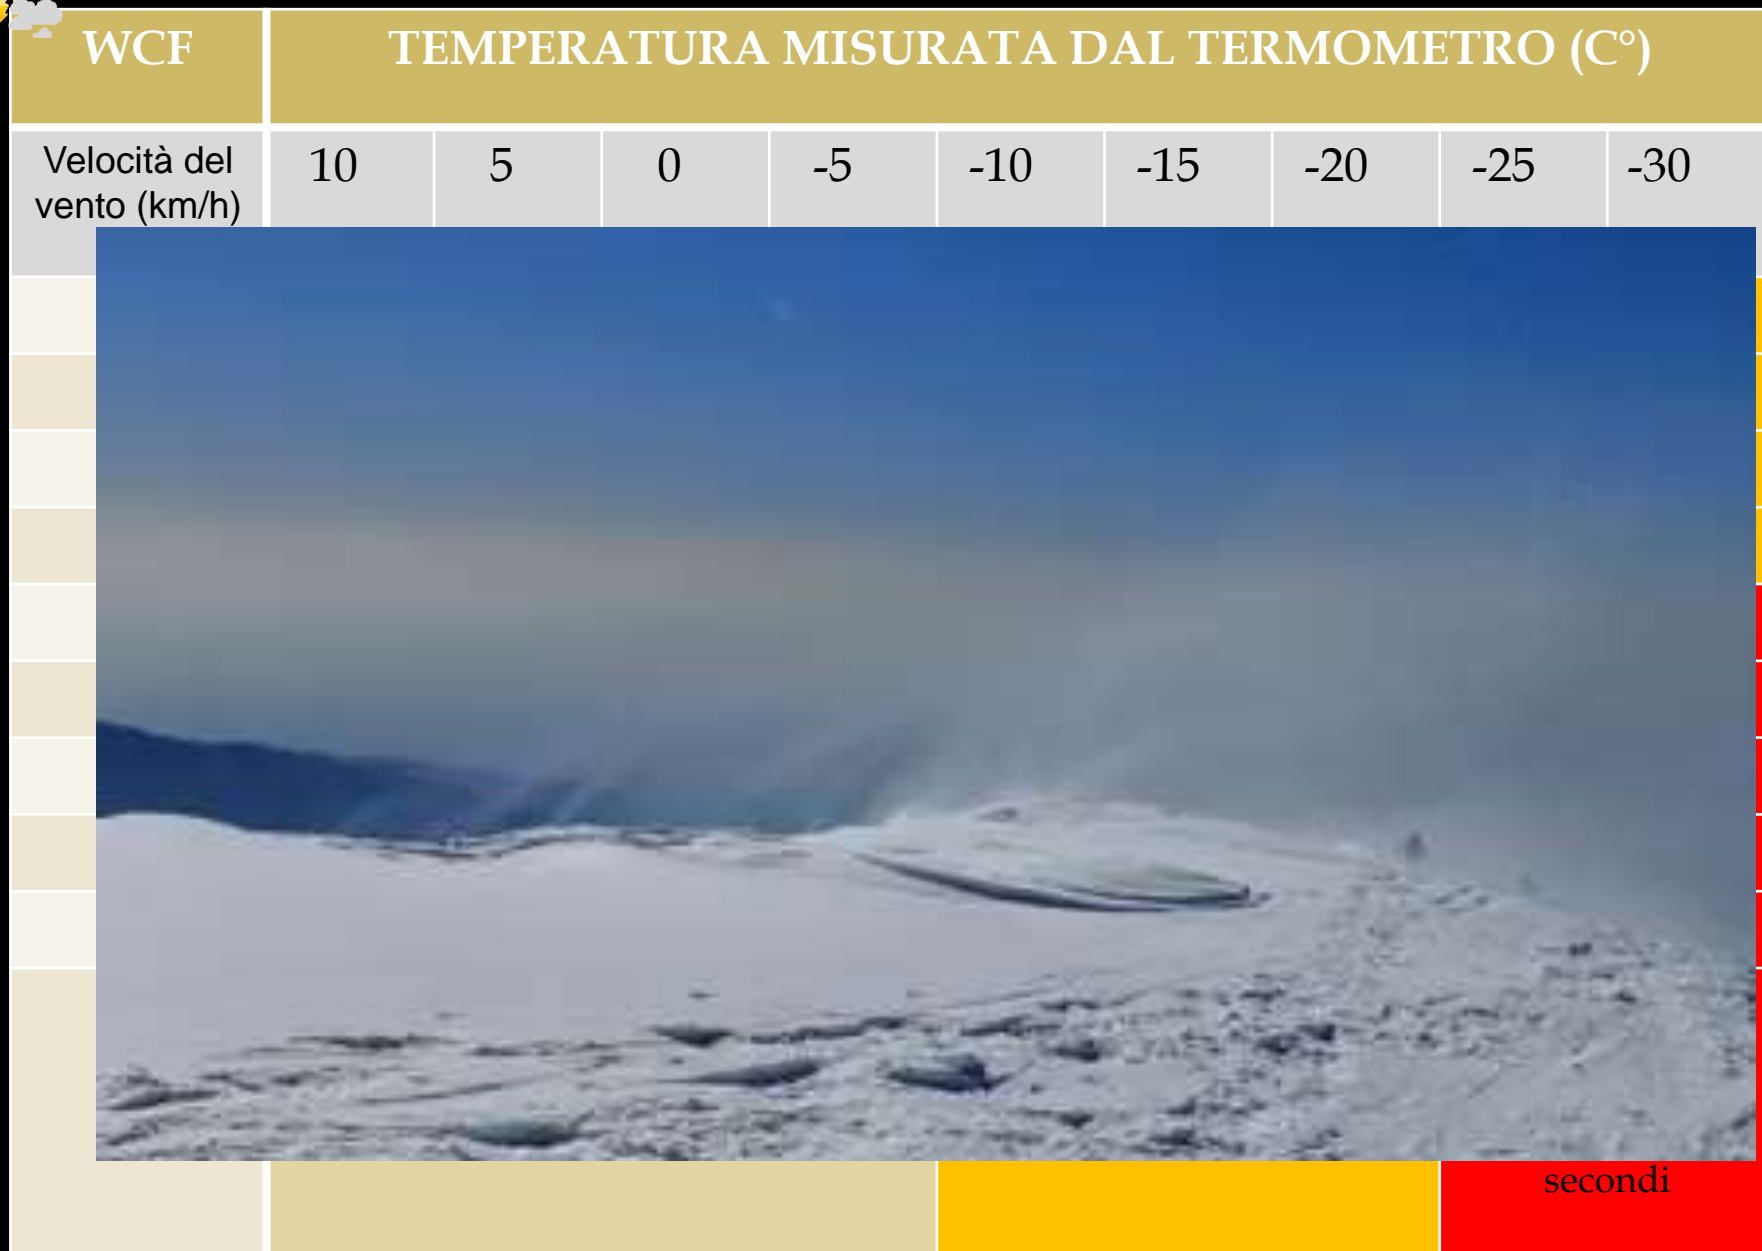 WCF
TEMPERATURA MISURATA DAL TERMOMETRO (C°)
Velocità del
vento (km/h)
10 5 0 -5 -10 -15 -20 -25 -30
secondi